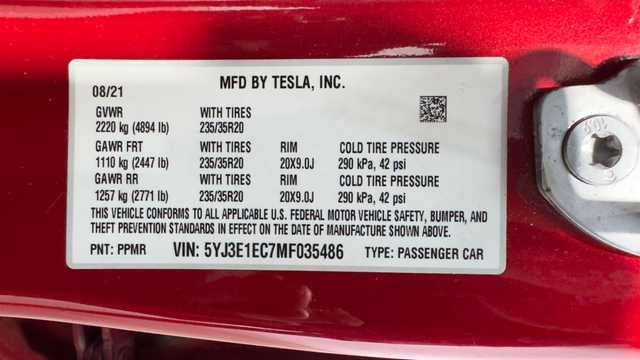 MFD BY TESLA, INC.
08/21
GVWR WITH TIRES
2220 kg (4894 lb) 235/35R20
GAWR FRT WITH TIRES RIM COLD TIRE PRESSURE
1110 kg (2447 lb) 235/35R20 20X9.0J 290 kPa, 42 psi
GAWR RR WITH TIRES RIM COLD TIRE PRESSURE
1257 kg (2771 lb) 235/35R20 20X9.0J 290 kPa, 42 psi
THIS VEHICLE CONFORMS TO ALL APPLICABLE U.S. FEDERAL MOTOR VEHICLE SAFETY, BUMPER, AND
THEFT PREVENTION STANDARDS IN EFFECT ON THE DATE OF MANUFACTURE SHOWN ABOVE.
PNT: PPMR VIN: 5YJ3E1EC7MF035486 TYPE: PASSENGER CAR